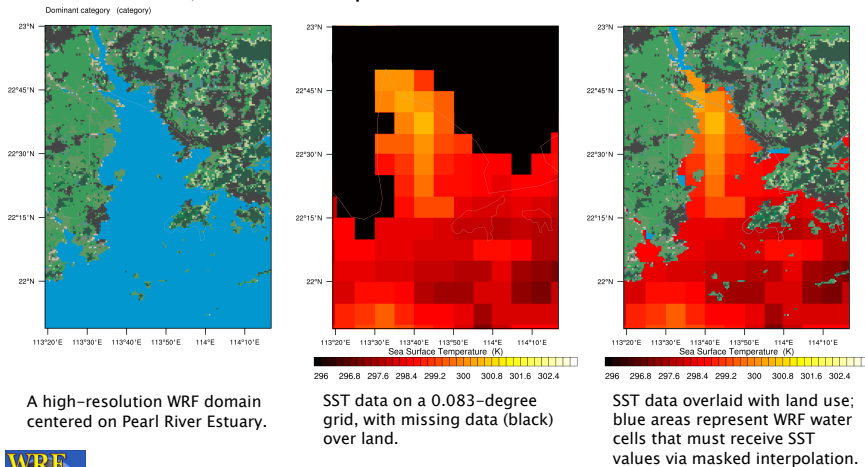 Dominant category (category)
23°N
22°45'N
22°30'N
22°15'N
22°N
113°20'E 113°30'E 113°40'E 113°50'E 114°E 114°10'E
A high-resolution WRF domain
centered on Pearl River Estuary.
23°N
22°45'N
22°30'N
22°15'N
22°N
113°20'E 113°30'E 113°40'E 113°50'E 114°E 114°10'E
Sea Surface Temperature (K)
296 296.8 297.6 298.4 299.2 300 300.8 301.6 302.4
SST data on a 0.083-degree
grid, with missing data (black)
over land.
23°N
22°45'N
22°30'N
22°15'N
22°N
113°20'E 113°30'E 113°40'E 113°50'E 114°E 114°10'E
Sea Surface Temperature (K)
296 296.8 297.6 298.4 299.2 300 300.8 301.6 302.4
SST data overlaid with land use;
blue areas represent WRF water
cells that must receive SST
values via masked interpolation.
WRF